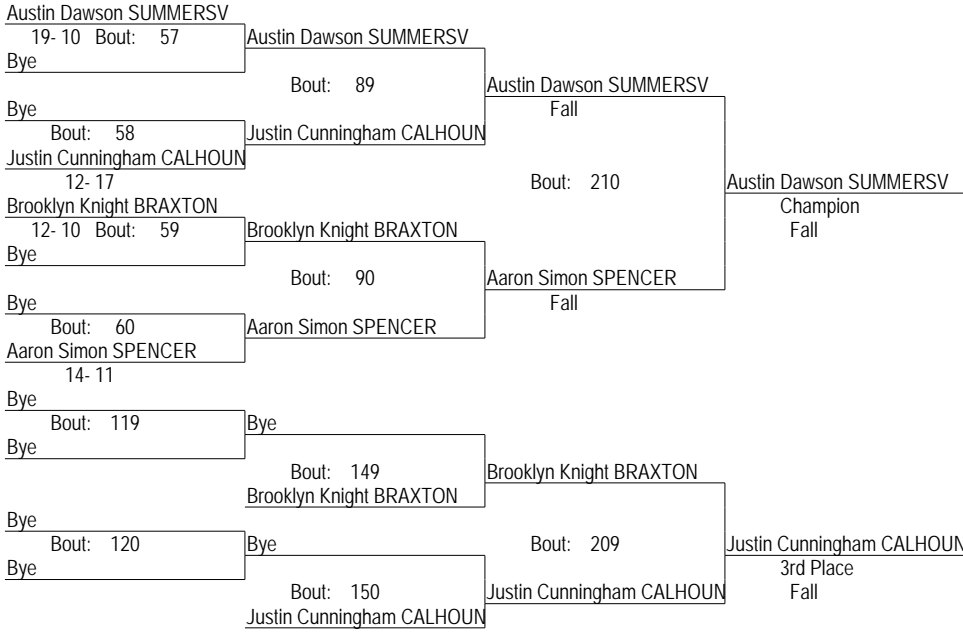 Austin Dawson SUMMERSV
19- 10 Bout: 57
Austin Dawson SUMMERSV
Bye
Bout: 89
Austin Dawson SUMMERSV
Bye
Fall
Bout: 58
Justin Cunningham CALHOUN
Justin Cunningham CALHOUN
12- 17
Bout: 210
Austin Dawson SUMMERSV
Brooklyn Knight BRAXTON
Champion
12- 10 Bout: 59
Brooklyn Knight BRAXTON
Fall
Bye
Bout: 90
Aaron Simon SPENCER
Bye
Fall
Bout: 60
Aaron Simon SPENCER
Aaron Simon SPENCER
14- 11
Bye
Bout: 119
Bye
Bye
Bout: 149
Brooklyn Knight BRAXTON
Brooklyn Knight BRAXTON
Bye
Bout: 120
Bye
Bout: 209
Justin Cunningham CALHOUN
Bye
3rd Place
Bout: 150
Justin Cunningham CALHOUN
Fall
Justin Cunningham CALHOUN